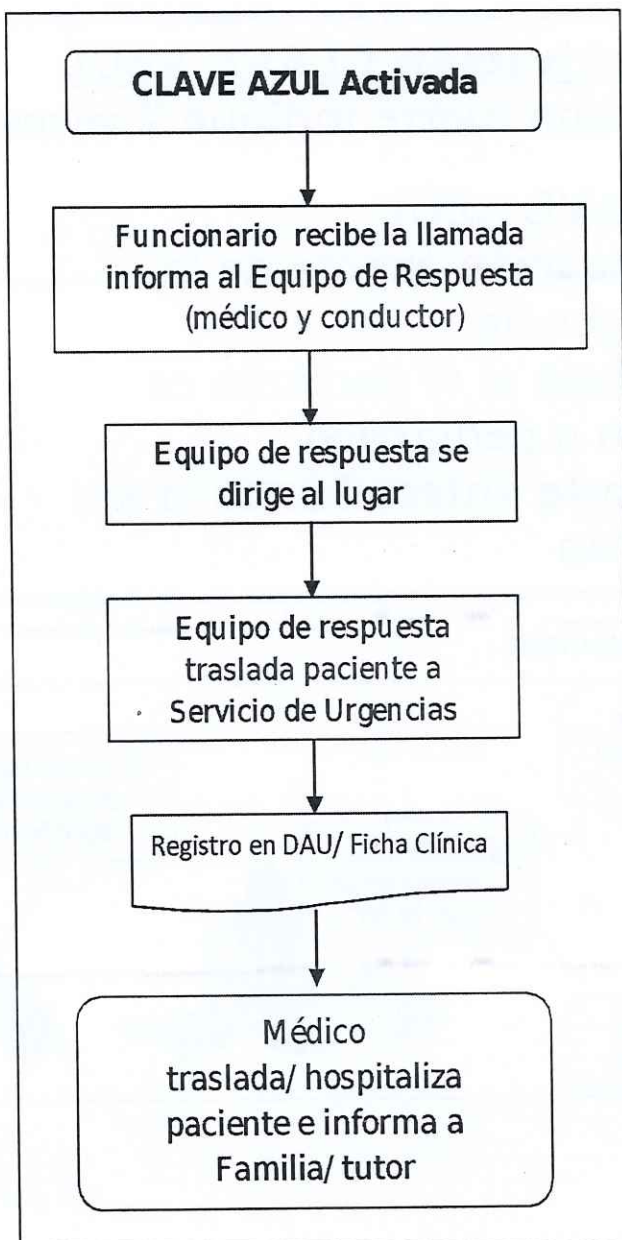 CLAVE AZUL Activada
Funcionario recibe la llamada
informa al Equipo de Respuesta
(médico y conductor)
Equipo de respuesta se
dirige al lugar
Equipo de respuesta
traslada paciente a
Servicio de Urgencias
Registro en DAU/ Ficha Clínica
Médico
traslada/ hospitaliza
paciente e informa a
Familia/ tutor